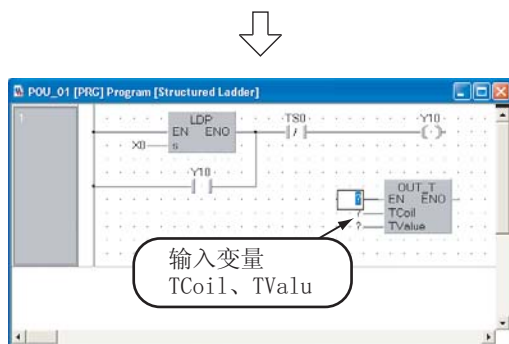 POU_01 [PRG] Program [Structured Ladder]
1
LDP
EN ENO
X0
s
TS0
Y10
Y10
OUT_T
? EN ENO
? TCoil
? TValue
输入变量
TCoil、TValu